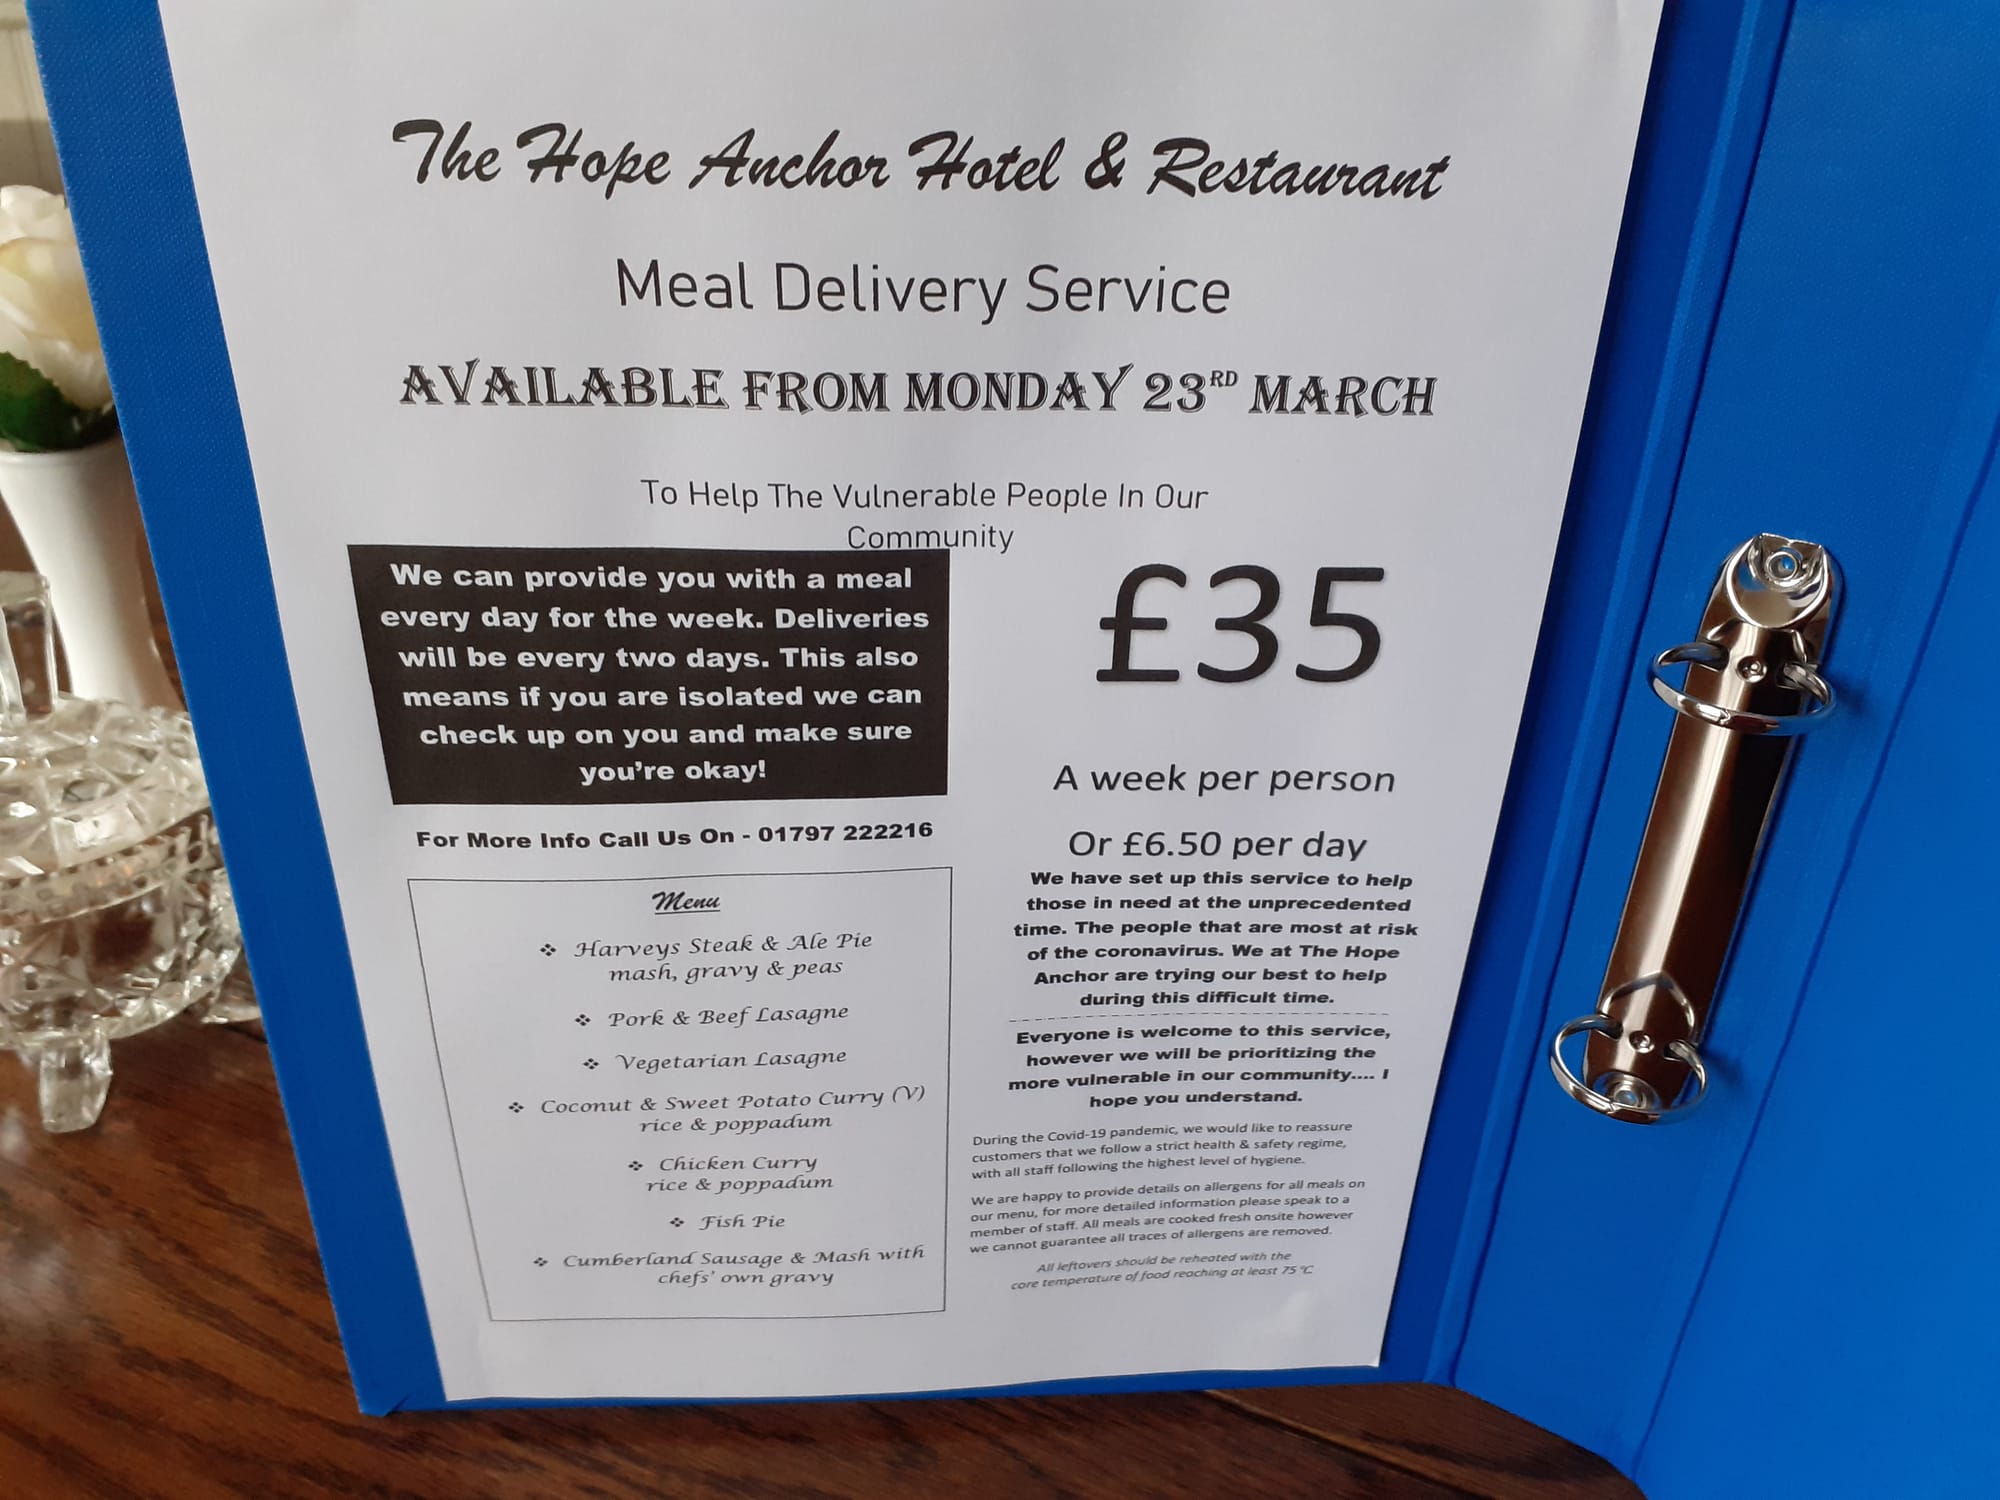 The Hope Anchor Hotel & Restaurant
Meal Delivery Service
AVAILABLE FROM MONDAY 23RD MARCH
To Help The Vulnerable People In Our
Community
We can provide you with a meal
every day for the week. Deliveries
will be every two days. This also
means if you are isolated we can
check up on you and make sure
you're okay!
For More Info Call Us On - 01797 222216
Menu
❖ Harveys Steak & Ale Pie
mash, gravy & peas
❖ Pork & Beef Lasagne
❖ Vegetarian Lasagne
❖ Coconut & Sweet Potato Curry (V)
rice & poppadum
❖ Chicken Curry
rice & poppadum
❖ Fish Pie
❖ Cumberland Sausage & Mash with
chefs' own gravy
£35
A week per person
Or £6.50 per day
We have set up this service to help
those in need at the unprecedented
time. The people that are most at risk
of the coronavirus. We at The Hope
Anchor are trying our best to help
during this difficult time.
Everyone is welcome to this service,
however we will be prioritizing the
more vulnerable in our community.... I
hope you understand.
During the Covid-19 pandemic, we would like to reassure
customers that we follow a strict health & safety regime,
with all staff following the highest level of hygiene.
We are happy to provide details on allergens for all meals on
our menu, for more detailed information please speak to a
member of staff. All meals are cooked fresh onsite however
we cannot guarantee all traces of allergens are removed.
All leftovers should be reheated with the
core temperature of food reaching at least 75 °C